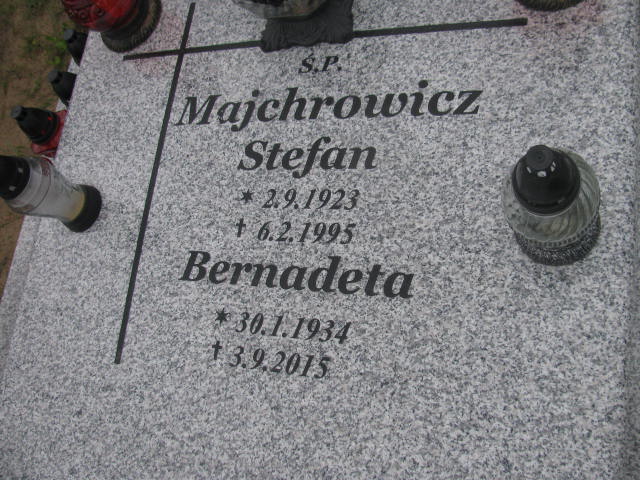 Ś.P.
Majchrowicz
Stefan
* 2.9.1923
† 6.2.1995
Bernadeta
* 30.1.1934
† 3.9.2015